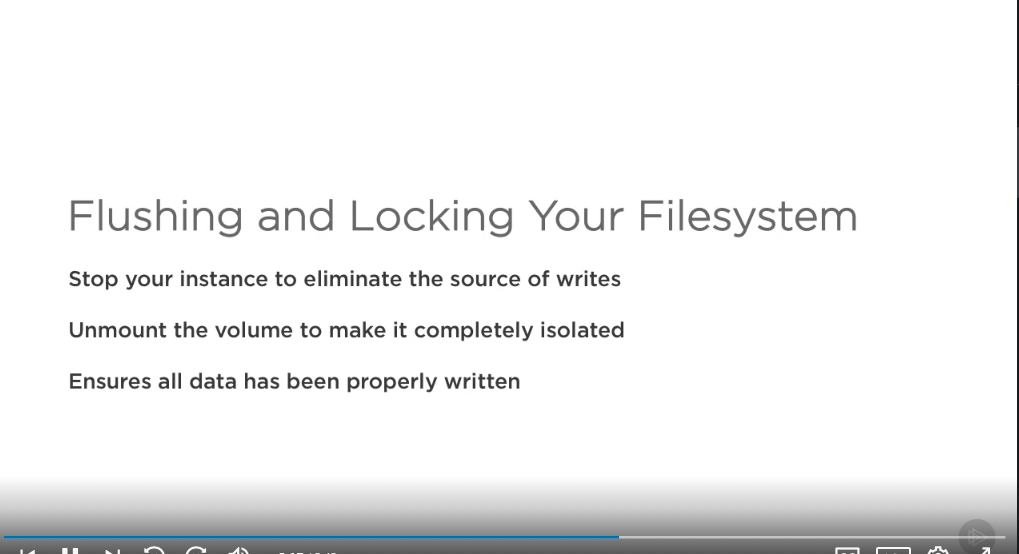 Flushing and Locking Your Filesystem
Stop your instance to eliminate the source of writes
Unmount the volume to make it completely isolated
Ensures all data has been properly written